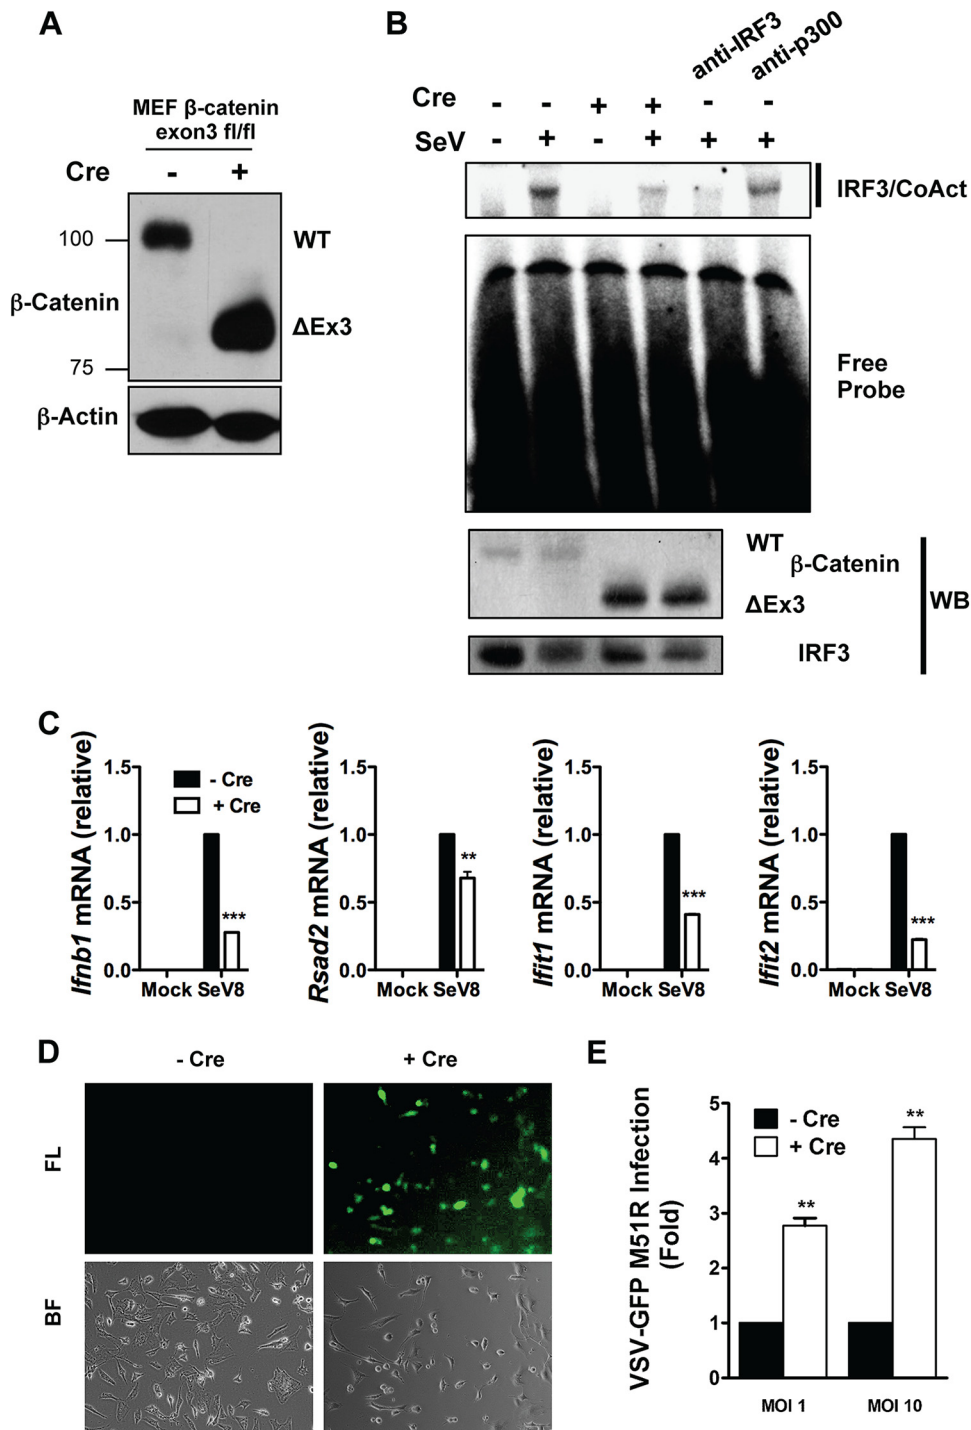 A
MEF β-catenin
exon3 fl/fl
Cre - +
100
WT
β-Catenin
ΔEx3
75
β-Actin
B
anti-IRF3
anti-p300
Cre - - + + - -
SeV - + - + + +
IRF3/CoAct
Free
Probe
WT
β-Catenin
ΔEx3
WB
IRF3
C
Ifnb1 mRNA (relative)
1.5
1.0
0.5
0.0
- Cre
+ Cre
***
Mock SeV8
Rsad2 mRNA (relative)
1.5
1.0
0.5
0.0
**
Mock SeV8
Ifit1 mRNA (relative)
1.5
1.0
0.5
0.0
***
Mock SeV8
Ifit2 mRNA (relative)
1.5
1.0
0.5
0.0
***
Mock SeV8
D
- Cre
+ Cre
FL
BF
E
VSV-GFP M51R Infection
(Fold)
5
4
3
2
1
0
- Cre
+ Cre
**
**
MOI 1
MOI 10